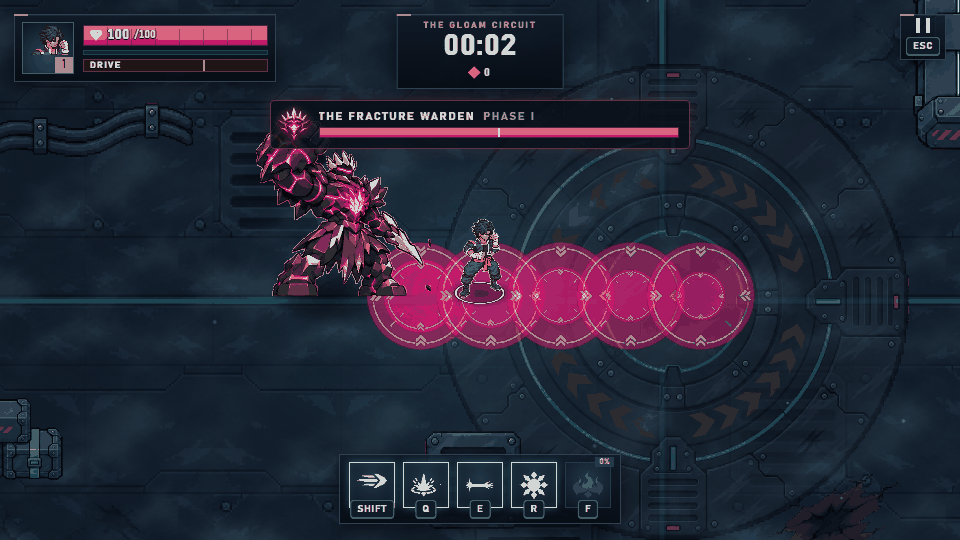 100 /100
1
DRIVE
THE GLOAM CIRCUIT
00:02
0
ESC
THE FRACTURE WARDEN PHASE I
0%
SHIFT
Q
E
R
F